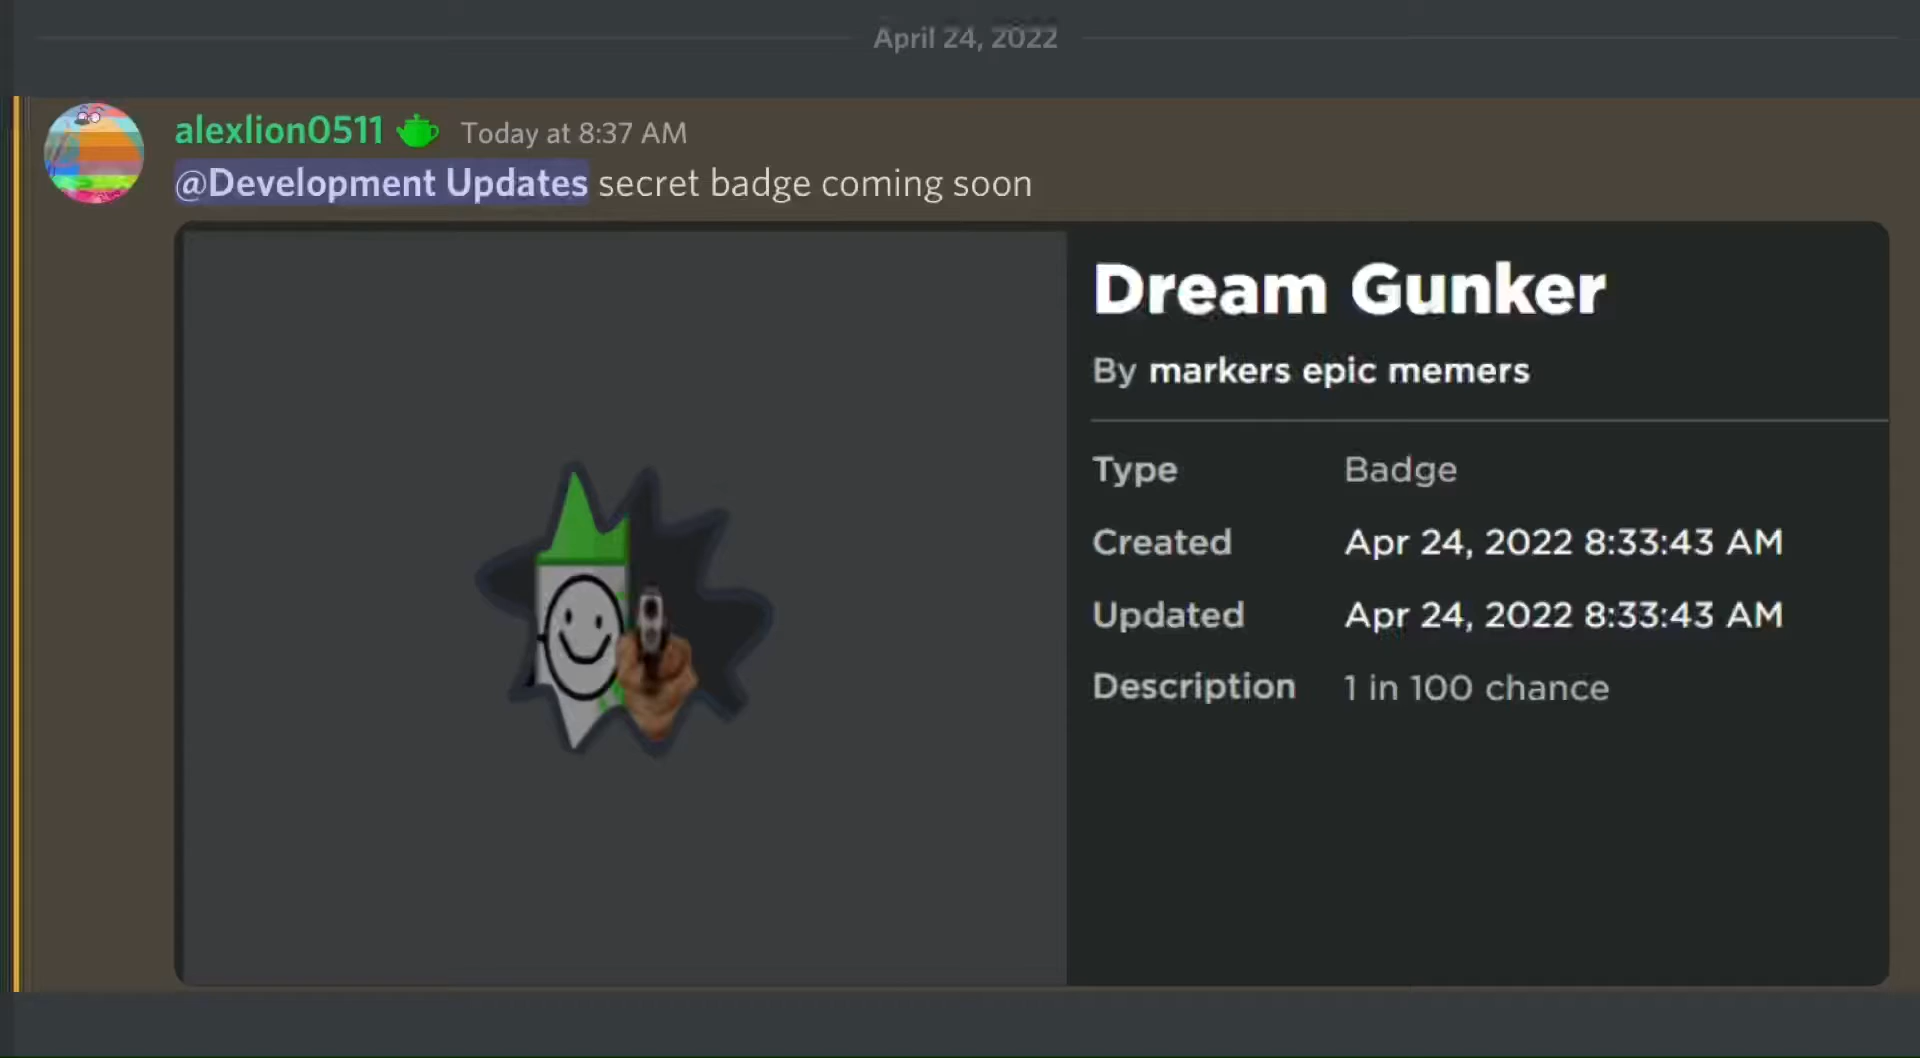 April 24, 2022
alexlion0511 Today at 8:37 AM
@Development Updates secret badge coming soon
Dream Gunker
By markers epic memers
Type Badge
Created Apr 24, 2022 8:33:43 AM
Updated Apr 24, 2022 8:33:43 AM
Description 1 in 100 chance